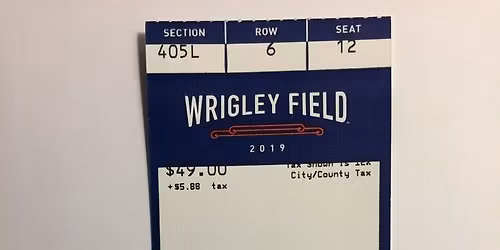 SECTION ROW SEAT
405L 6 12
WRIGLEY FIELD
2019
$49.00 Tax Shown Is 12%
+$5.88 tax City/County Tax